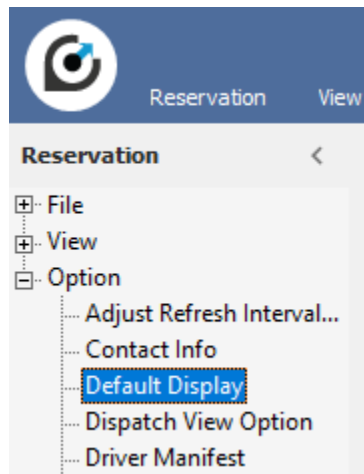 Reservation View
Reservation
File
View
Option
Adjust Refresh Interval...
Contact Info
Default Display
Dispatch View Option
Driver Manifest